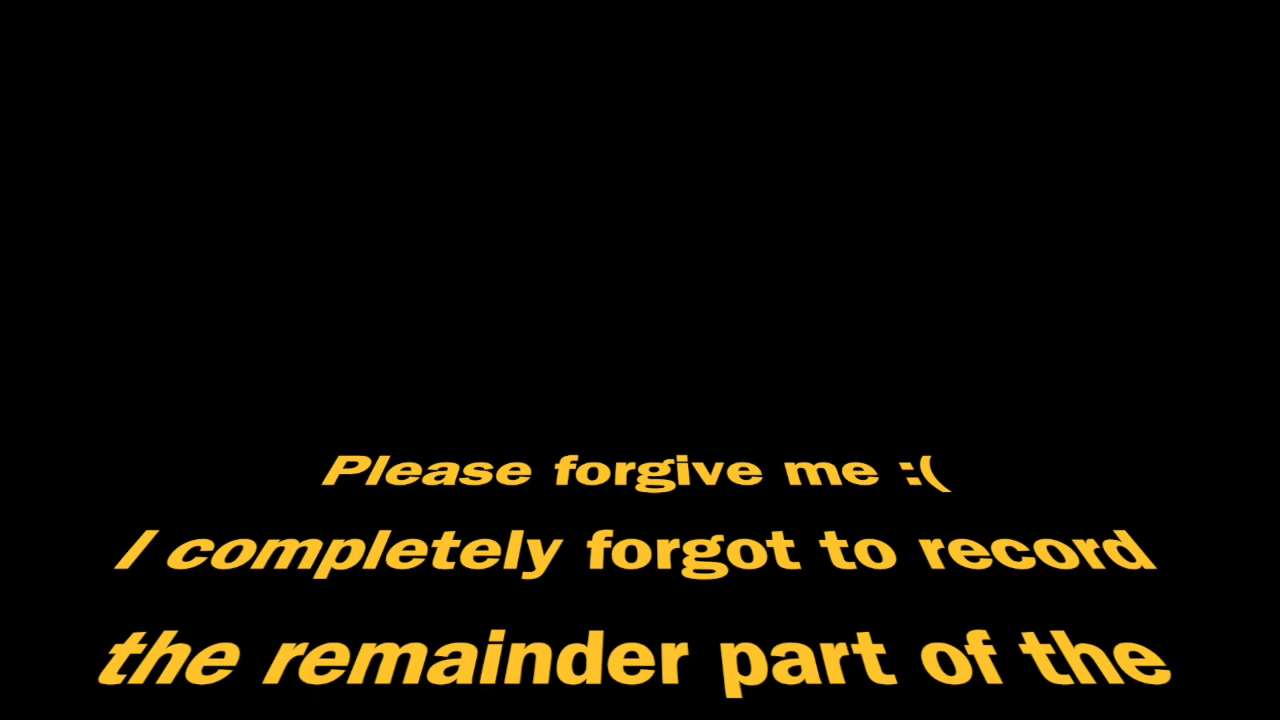 Please forgive me :(
I completely forgot to record
the remainder part of the